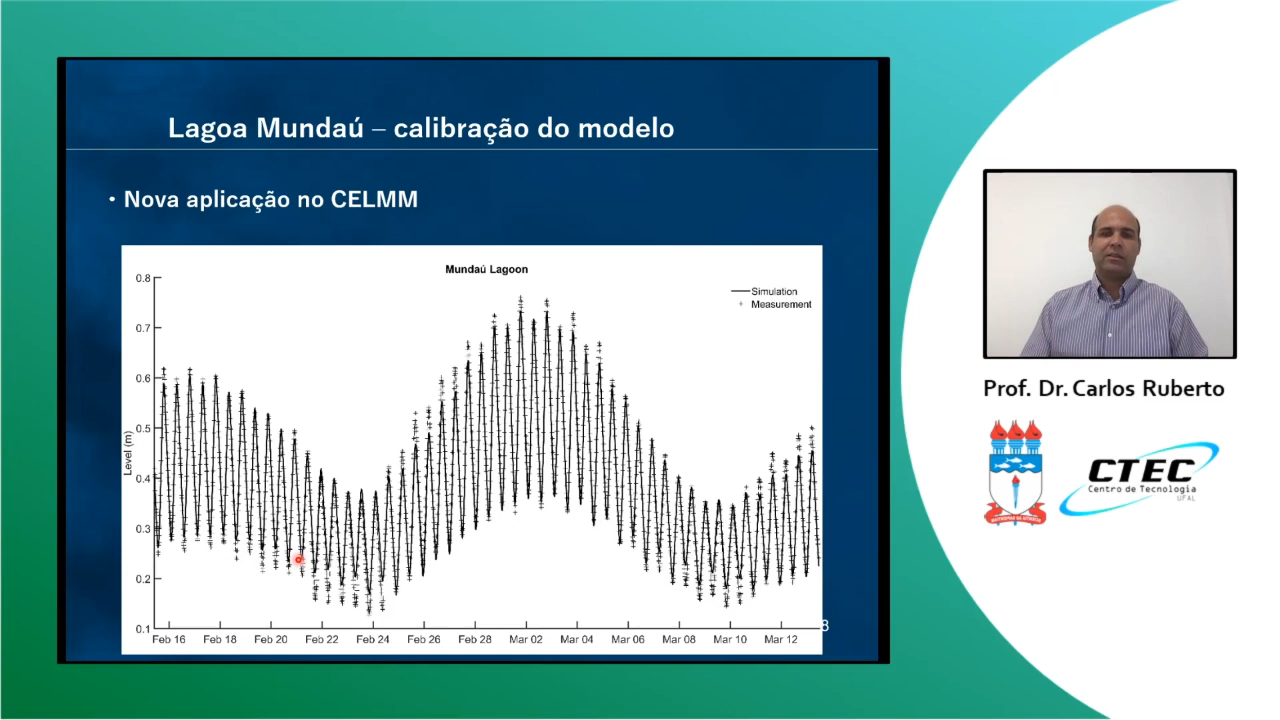 Lagoa Mundaú – calibração do modelo
• Nova aplicação no CELMM
Mundaú Lagoon
Simulation
Measurement
Level (m)
0.8
0.7
0.6
0.5
0.4
0.3
0.2
0.1
Feb 16 Feb 18 Feb 20 Feb 22 Feb 24 Feb 26 Feb 28 Mar 02 Mar 04 Mar 06 Mar 08 Mar 10 Mar 12
8
Prof. Dr. Carlos Ruberto
CTEC
Centro de Tecnologia
UFAL